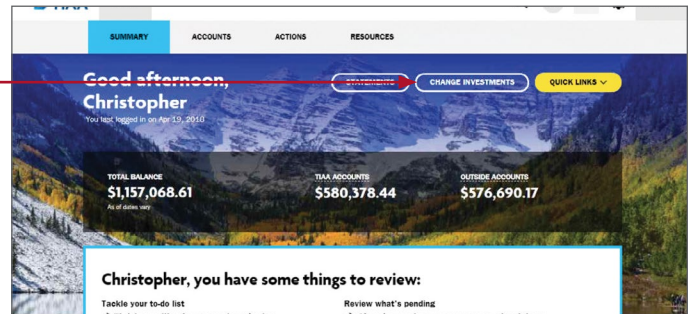 SUMMARY ACCOUNTS ACTIONS RESOURCES
Good afternoon,
Christopher
You last logged in on Apr 19, 2018
STATEMENTS CHANGE INVESTMENTS QUICK LINKS
TOTAL BALANCE TIAA ACCOUNTS OUTSIDE ACCOUNTS
$1,157,068.61 $580,378.44 $576,690.17
As of dates vary
Christopher, you have some things to review:
Tackle your to-do list Review what's pending